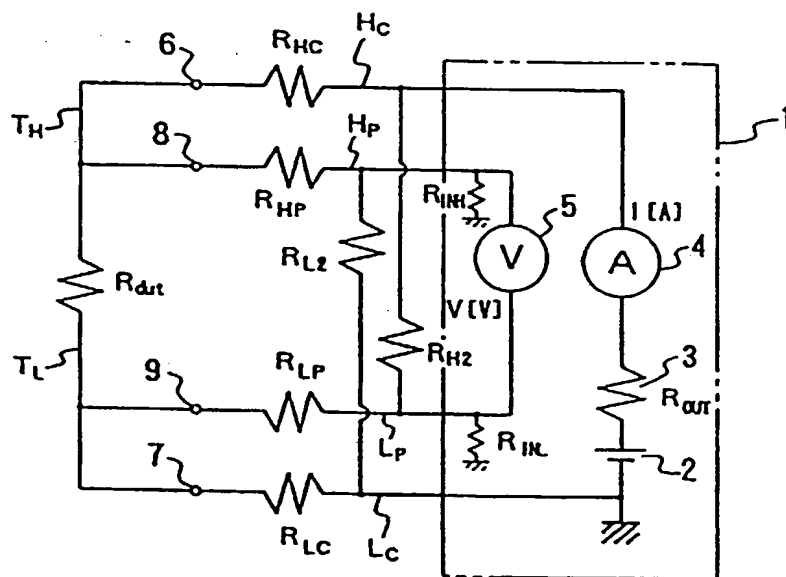 6
R_HC
H_C
T_H
8
H_P
1
R_HP
R_INH
5
I [A]
4
R_L2
V
A
R_dut
V [V]
T_L
9
R_LP
R_H2
3
R_OUT
L_P
R_INL
2
7
R_LC
L_C